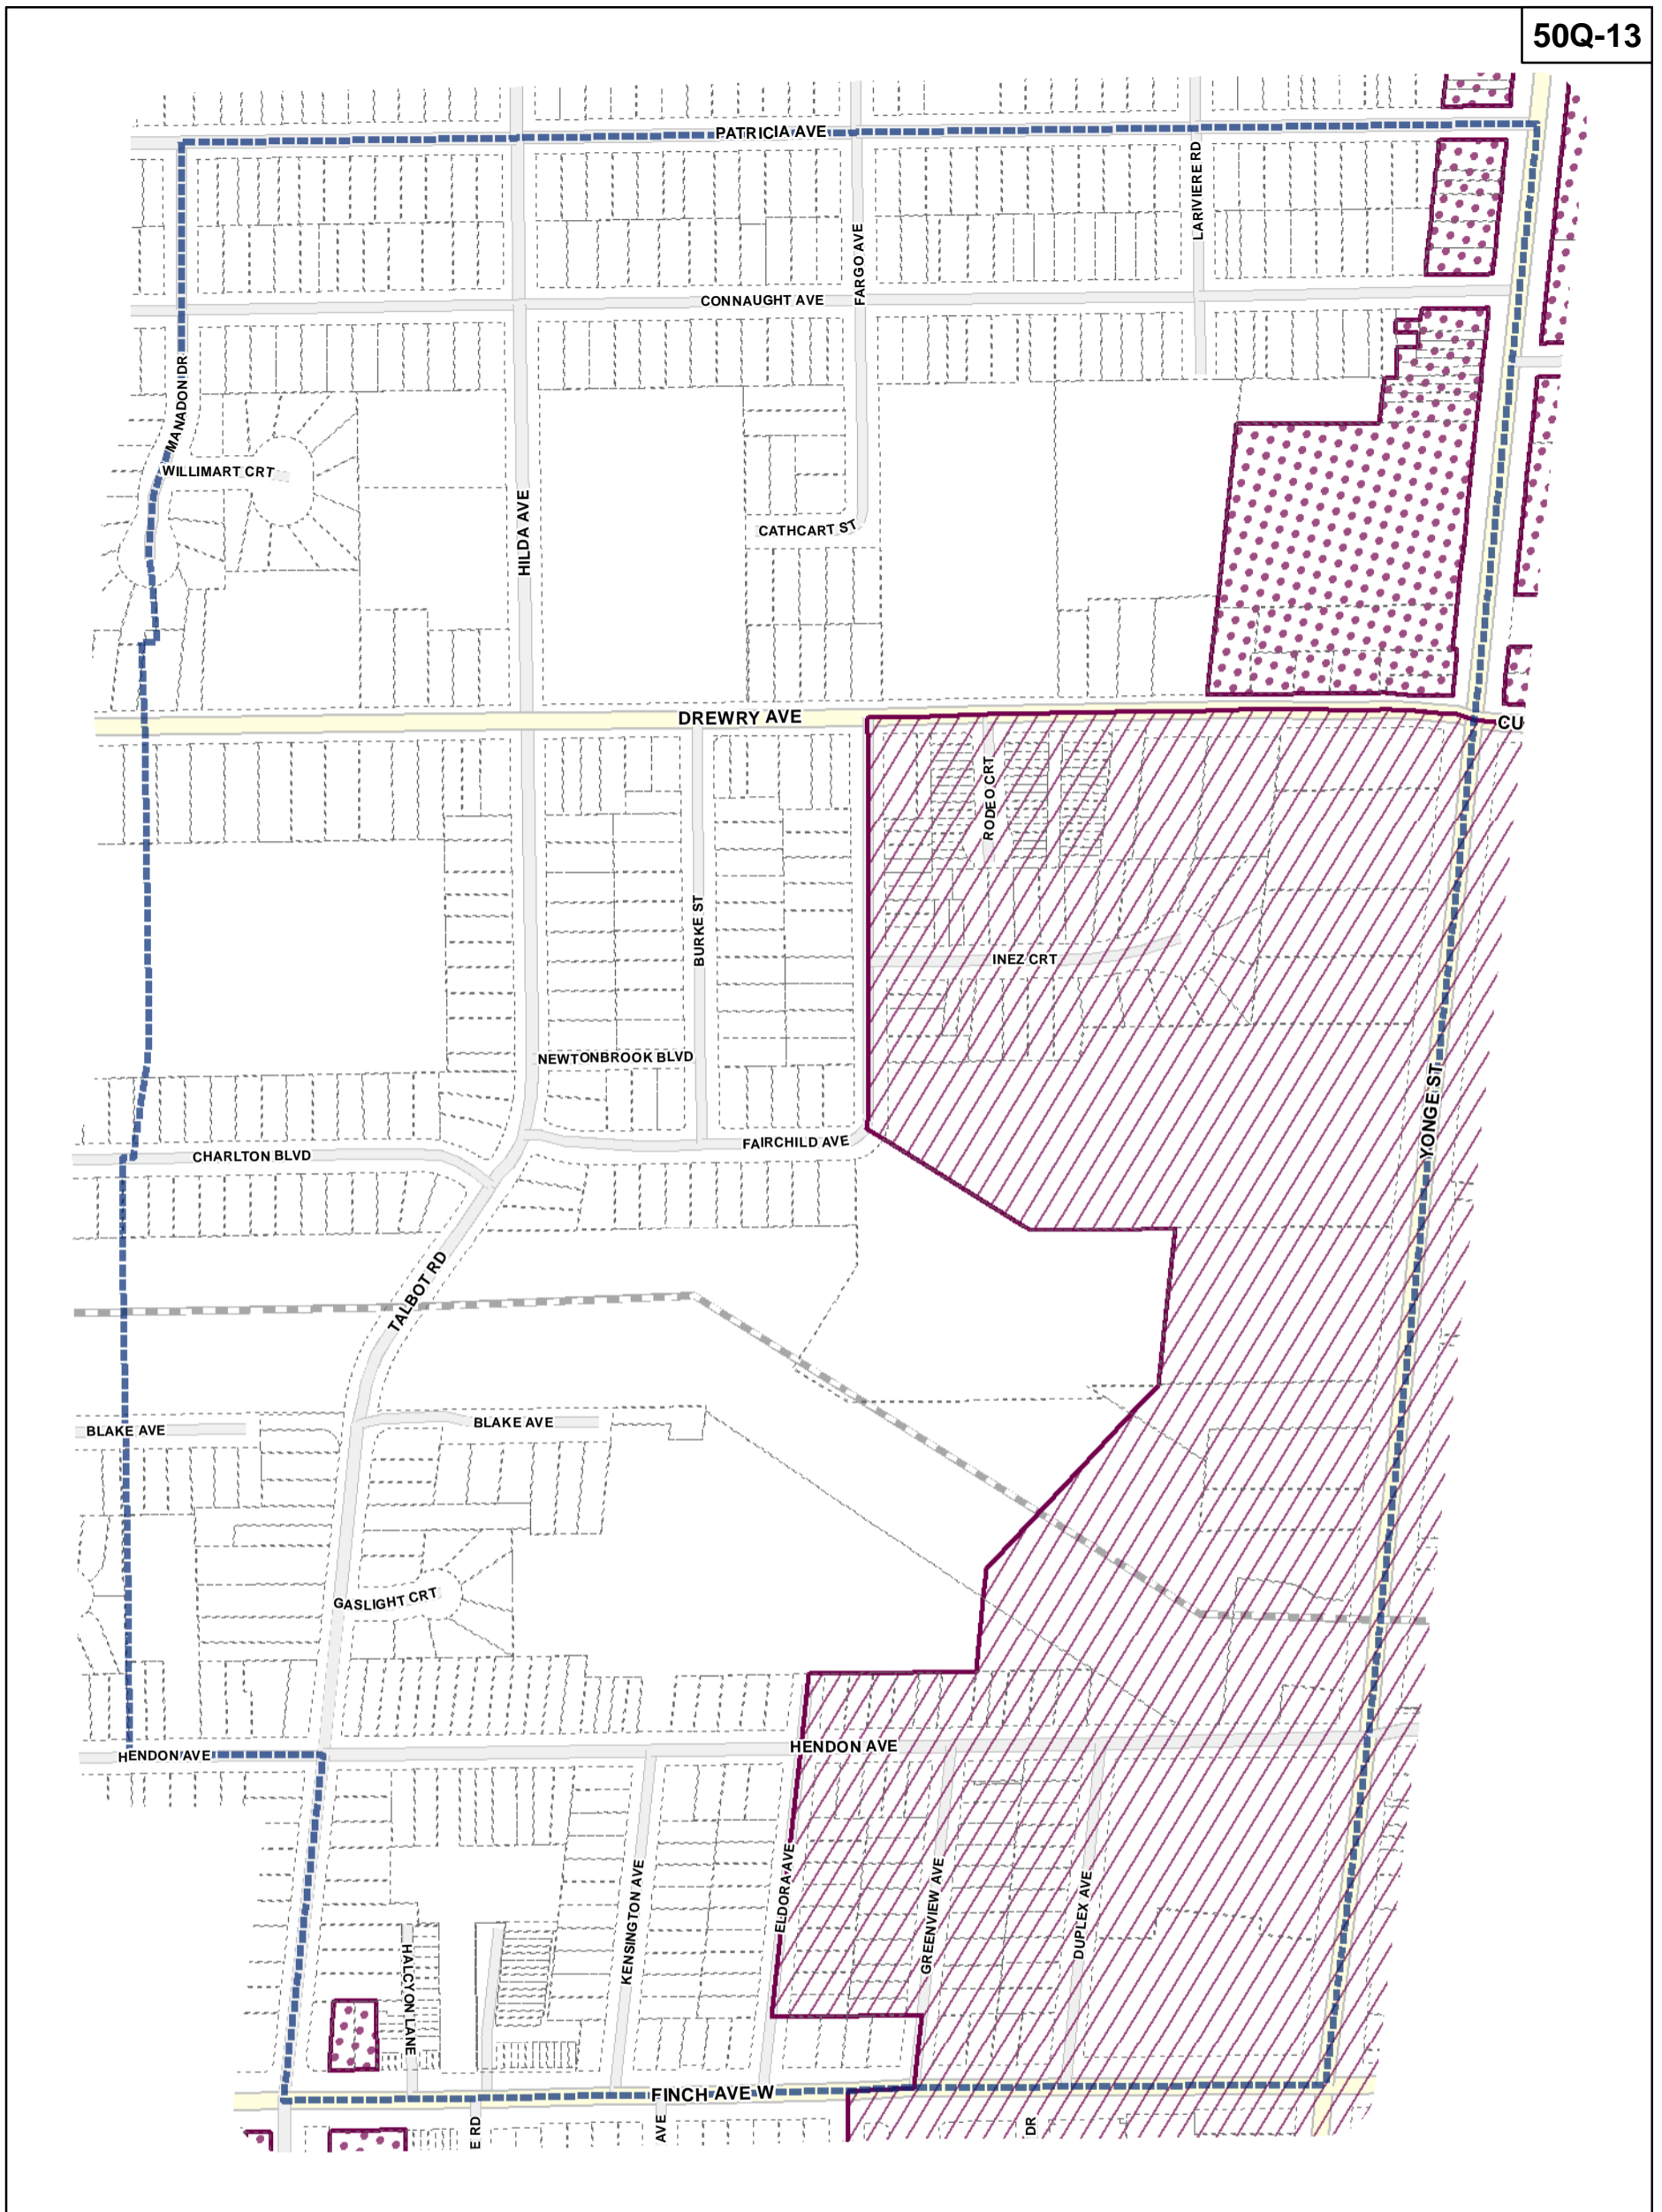 50Q-13
PATRICIA AVE
LARIVIERE RD
FARGO AVE
CONNAUGHT AVE
MANADON DR
WILLIMART CRT
HILDA AVE
CATHCART ST
DREWRY AVE
CU
RODEO CRT
BURKE ST
INEZ CRT
NEWTONBROOK BLVD
YONGE ST
FAIRCHILD AVE
CHARLTON BLVD
TALBOT RD
BLAKE AVE
BLAKE AVE
GASLIGHT CRT
HENDON AVE
HENDON AVE
ELDORA AVE
KENSINGTON AVE
GREENVIEW AVE
DUPLEX AVE
HALCYON LANE
FINCH AVE W
E RD
AVE
DR